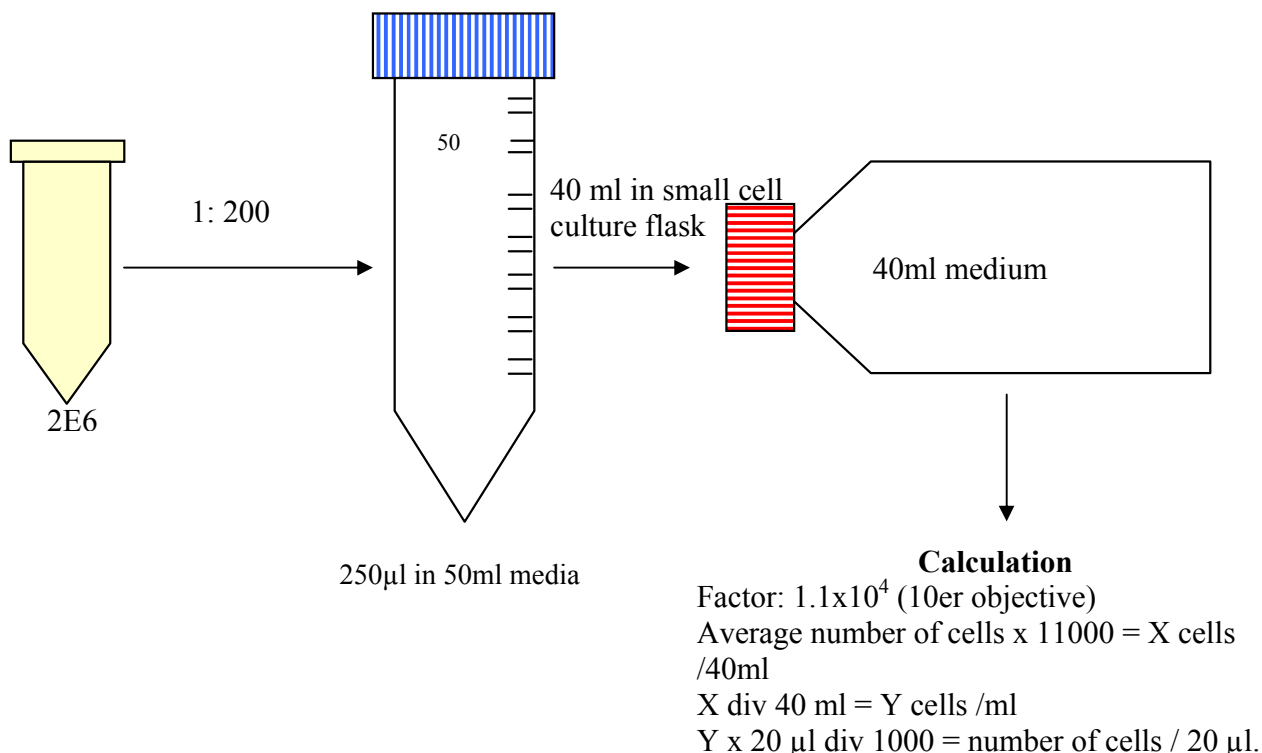 50
1: 200
40 ml in small cell
culture flask
40ml medium
2E6
250µl in 50ml media
Calculation
Factor: 1.1x10⁴ (10er objective)
Average number of cells x 11000 = X cells
/40ml
X div 40 ml = Y cells /ml
Y x 20 µl div 1000 = number of cells / 20 µl.